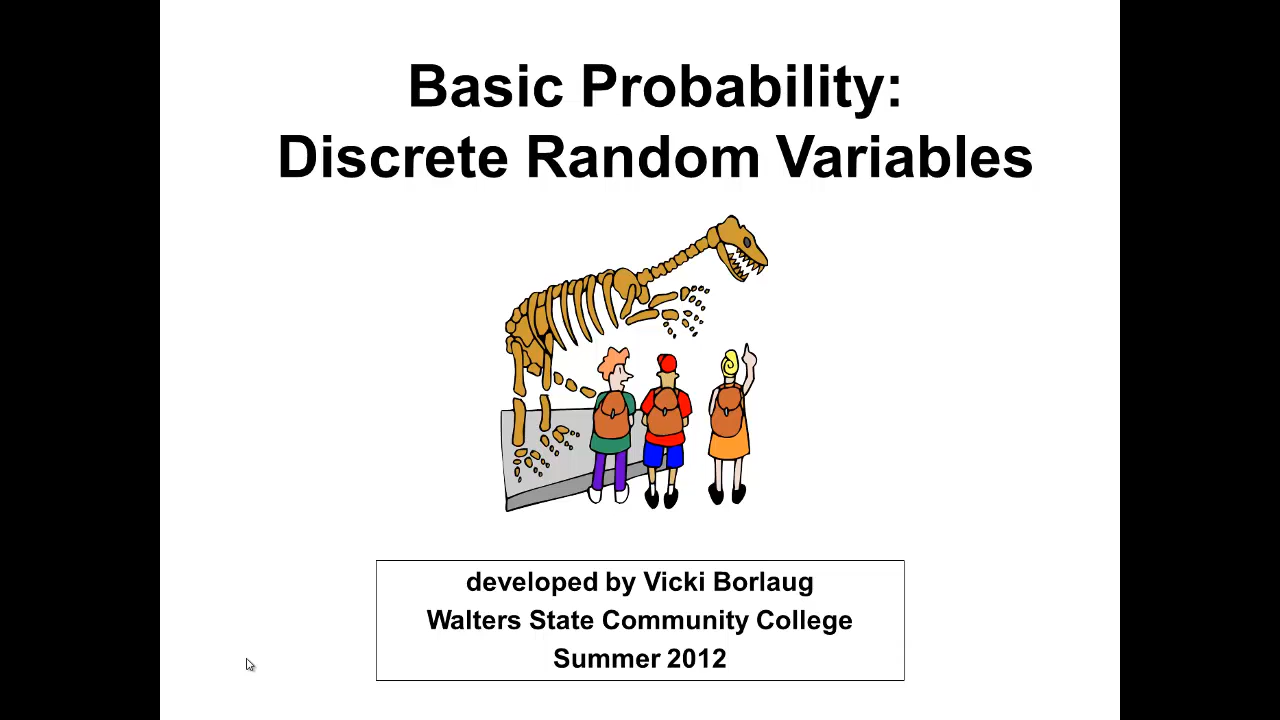 Basic Probability:
Discrete Random Variables
developed by Vicki Borlaug
Walters State Community College
Summer 2012